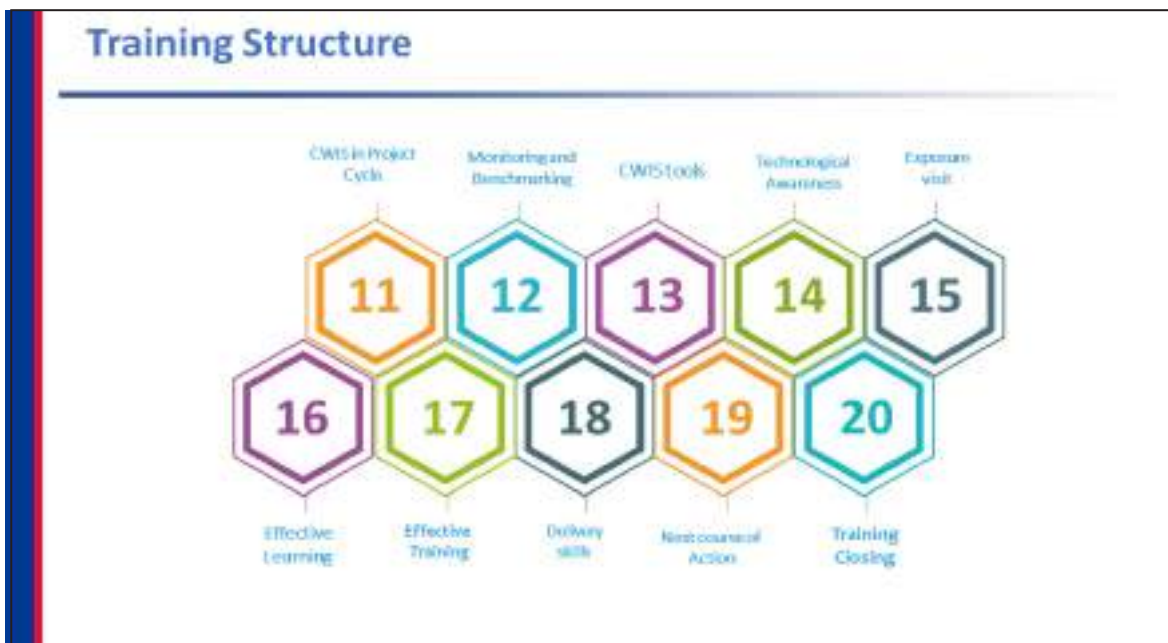 Training Structure
CWIS in Project
Cycle
Monitoring and
Benchmarking
CWIS tools
Technological
Awareness
Exposure
visit
11
12
13
14
15
16
17
18
19
20
Effective
Learning
Effective
Training
Delivery
skills
Next course of
Action
Training
Closing